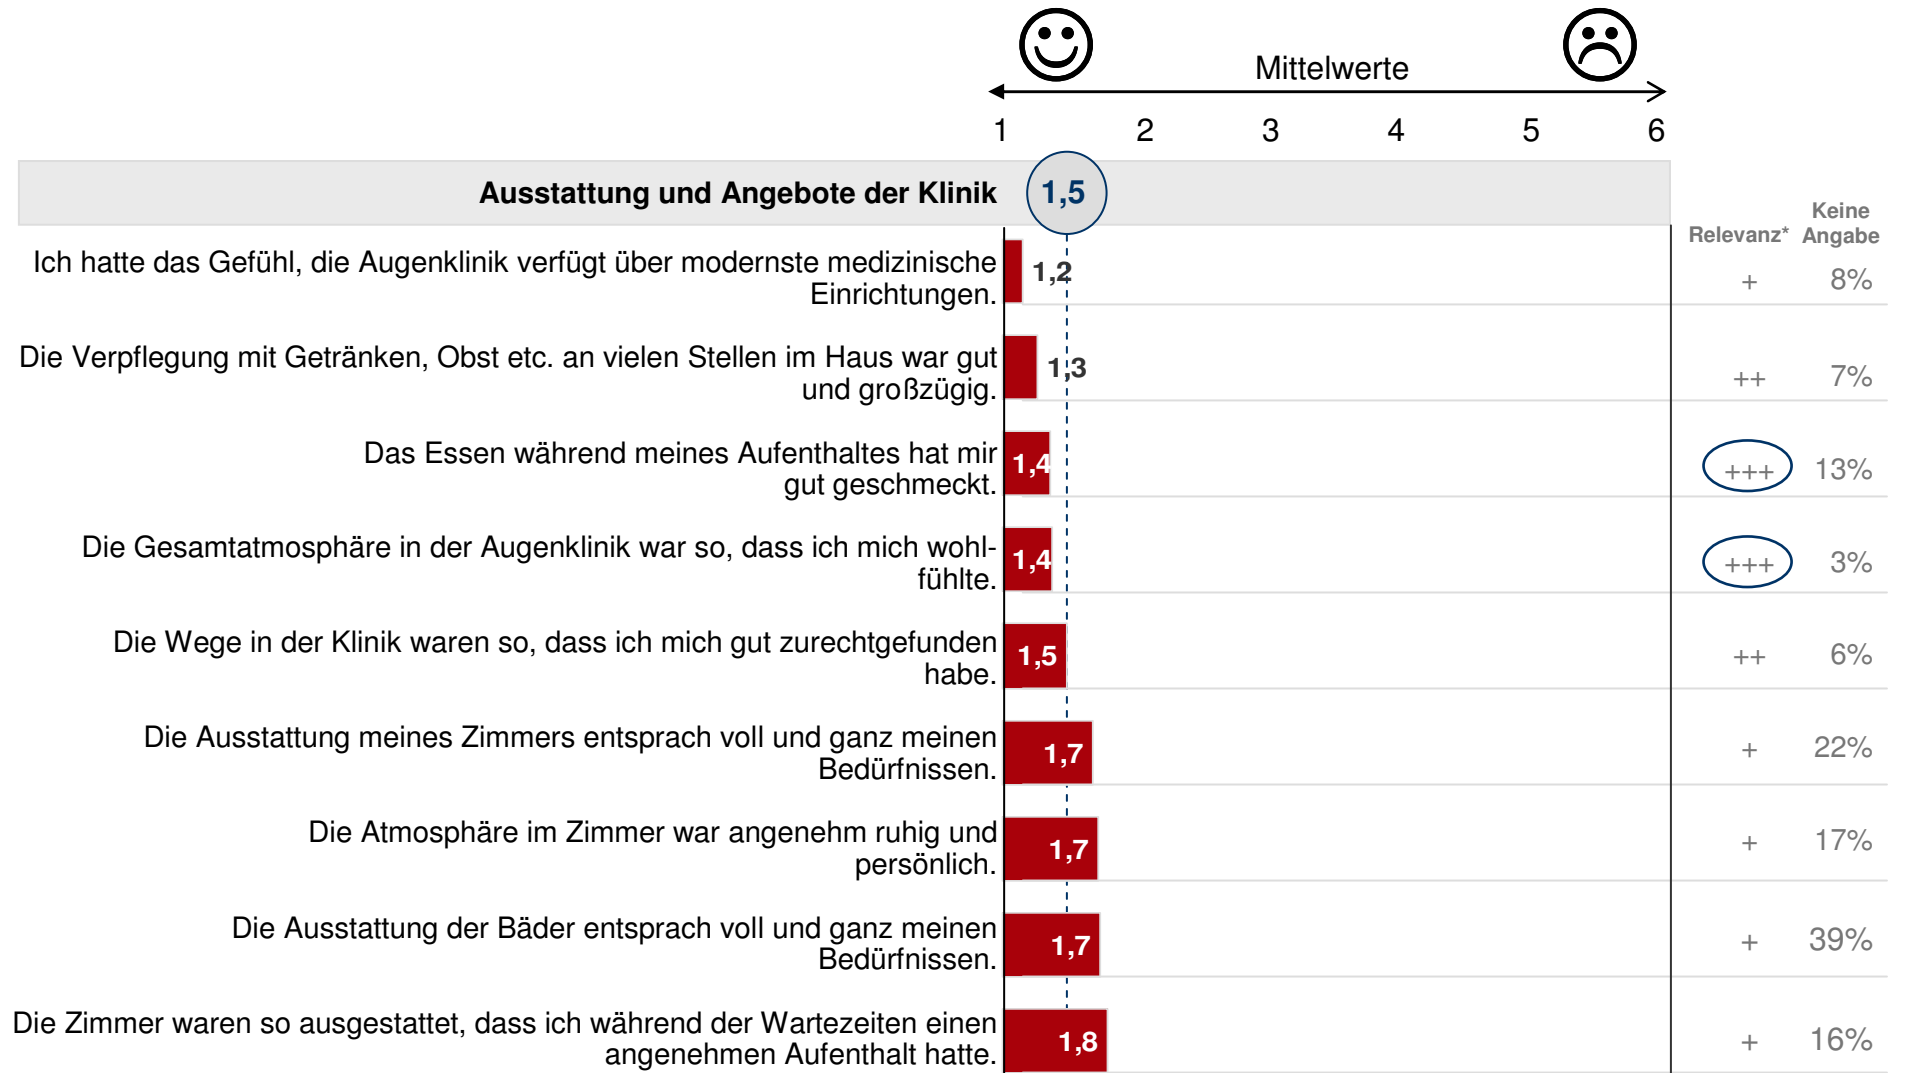 Mittelwerte
1 2 3 4 5 6
Ausstattung und Angebote der Klinik 1,5
Relevanz* Keine Angabe
Ich hatte das Gefühl, die Augenklinik verfügt über modernste medizinische
Einrichtungen. 1,2 + 8%
Die Verpflegung mit Getränken, Obst etc. an vielen Stellen im Haus war gut
und großzügig. 1,3 ++ 7%
Das Essen während meines Aufenthaltes hat mir
gut geschmeckt. 1,4 +++ 13%
Die Gesamtatmosphäre in der Augenklinik war so, dass ich mich wohl-
fühlte. 1,4 +++ 3%
Die Wege in der Klinik waren so, dass ich mich gut zurechtgefunden
habe. 1,5 ++ 6%
Die Ausstattung meines Zimmers entsprach voll und ganz meinen
Bedürfnissen. 1,7 + 22%
Die Atmosphäre im Zimmer war angenehm ruhig und
persönlich. 1,7 + 17%
Die Ausstattung der Bäder entsprach voll und ganz meinen
Bedürfnissen. 1,7 + 39%
Die Zimmer waren so ausgestattet, dass ich während der Wartezeiten einen
angenehmen Aufenthalt hatte. 1,8 + 16%